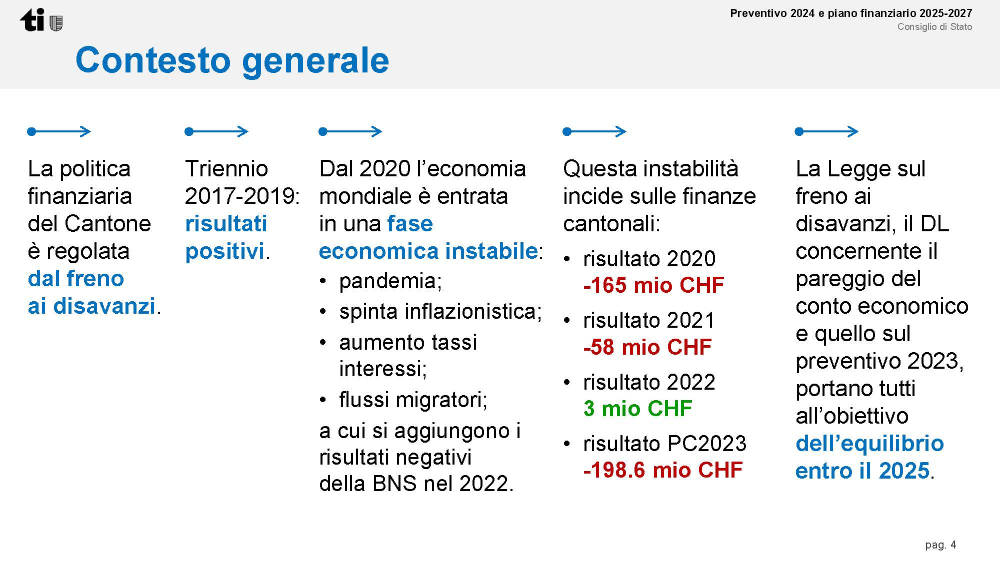 ti
Preventivo 2024 e piano finanziario 2025-2027
Consiglio di Stato
Contesto generale
La politica
finanziaria
del Cantone
è regolata
dal freno
ai disavanzi.
Triennio
2017-2019:
risultati
positivi.
Dal 2020 l’economia
mondiale è entrata
in una fase
economica instabile:
• pandemia;
• spinta inflazionistica;
• aumento tassi
interessi;
• flussi migratori;
a cui si aggiungono i
risultati negativi
della BNS nel 2022.
Questa instabilità
incide sulle finanze
cantonali:
• risultato 2020
-165 mio CHF
• risultato 2021
-58 mio CHF
• risultato 2022
3 mio CHF
• risultato PC2023
-198.6 mio CHF
La Legge sul
freno ai
disavanzi, il DL
concernente il
pareggio del
conto economico
e quello sul
preventivo 2023,
portano tutti
all’obiettivo
dell’equilibrio
entro il 2025.
pag. 4